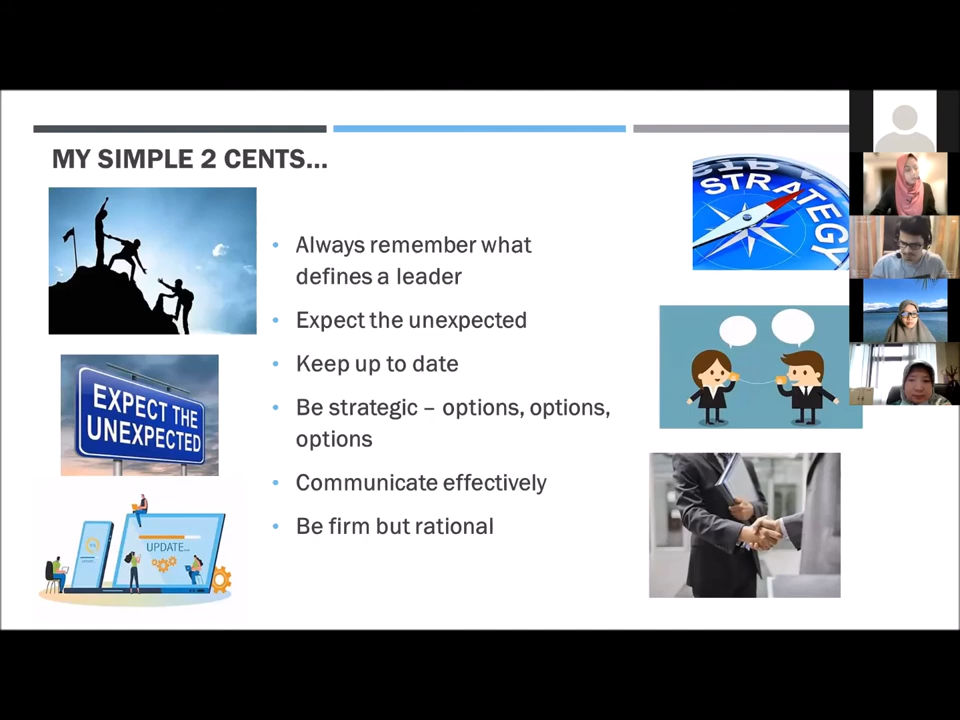 MY SIMPLE 2 CENTS...
• Always remember what
defines a leader
• Expect the unexpected
• Keep up to date
• Be strategic – options, options,
options
• Communicate effectively
• Be firm but rational
EXPECT THE
UNEXPECTED
UPDATE...
STRATEGY